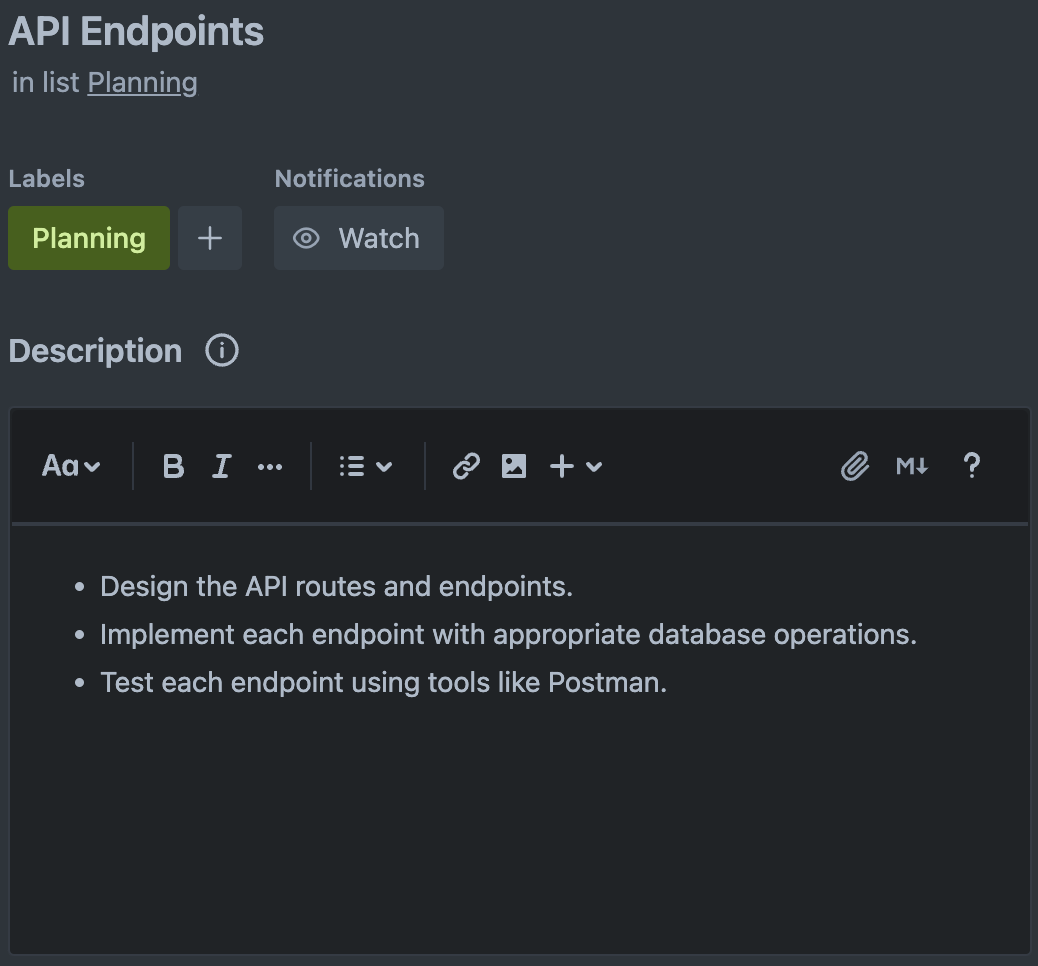 API Endpoints
in list Planning
Labels
Notifications
Planning
+
Watch
Description
Aa
B I ...
M↓ ?
• Design the API routes and endpoints.
• Implement each endpoint with appropriate database operations.
• Test each endpoint using tools like Postman.